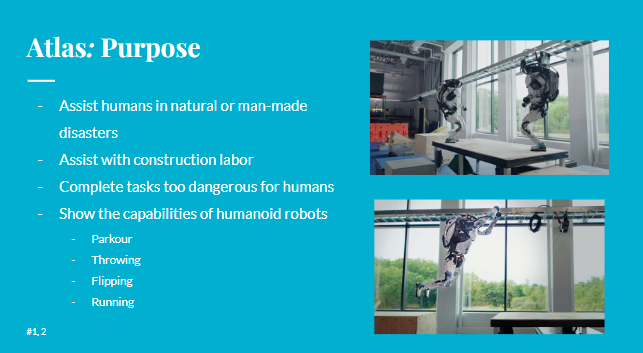 Atlas: Purpose
- Assist humans in natural or man-made
disasters
- Assist with construction labor
- Complete tasks too dangerous for humans
- Show the capabilities of humanoid robots
- Parkour
- Throwing
- Flipping
- Running
#1, 2